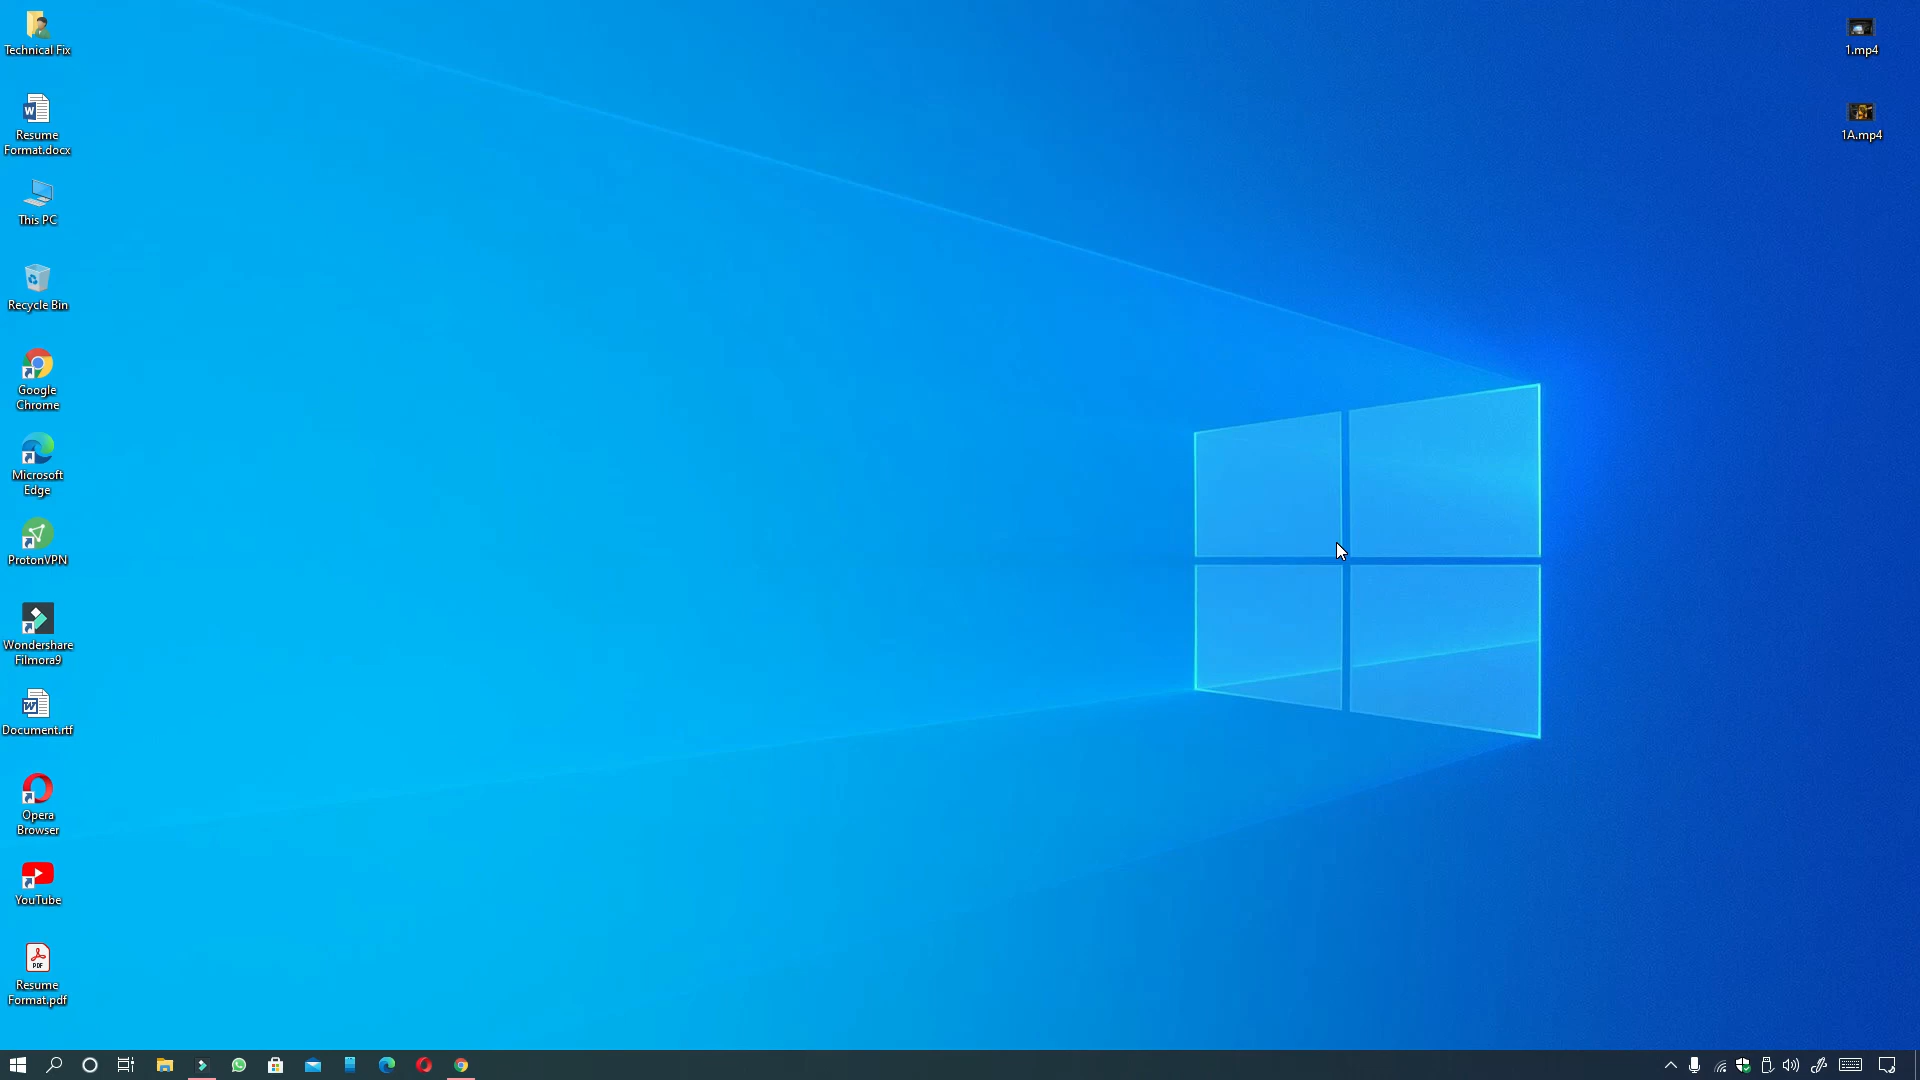 Technical Fix
Resume
Format.docx
This PC
Recycle Bin
Google
Chrome
Microsoft
Edge
ProtonVPN
Wondershare
Filmora9
Document.rtf
Opera
Browser
YouTube
PDF
Resume
Format.pdf
1.mp4
1A.mp4